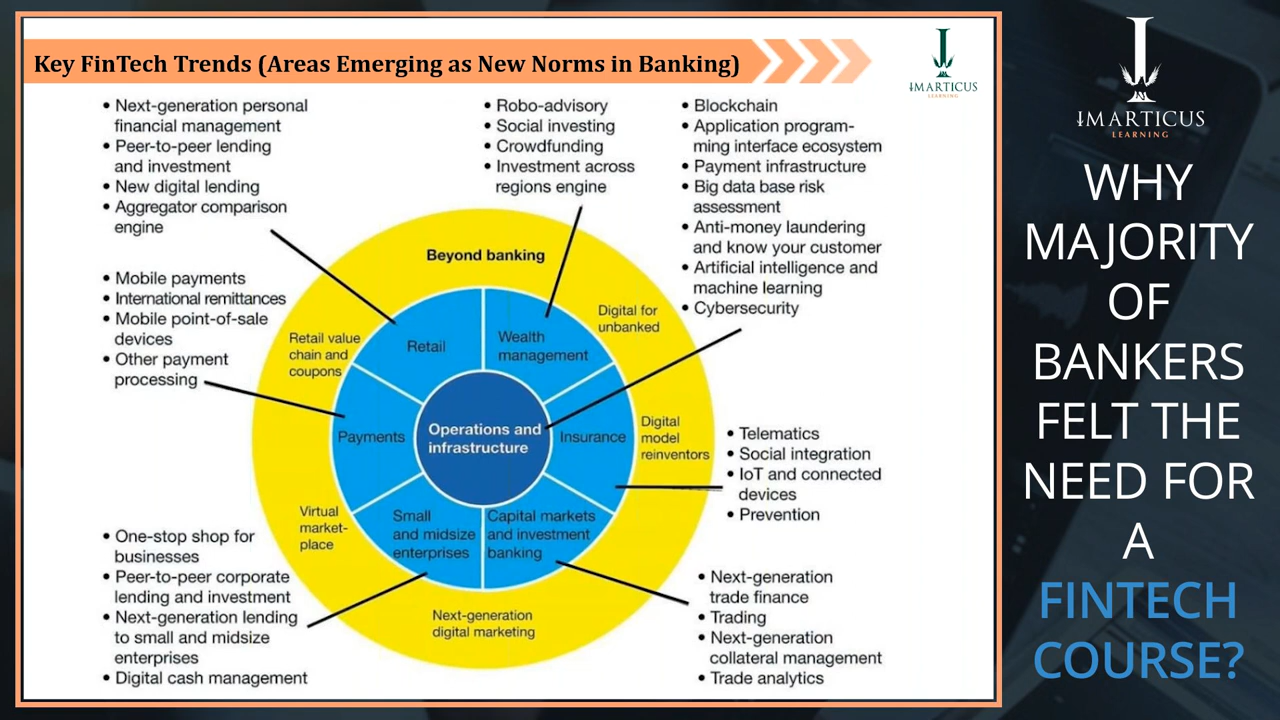 Key FinTech Trends (Areas Emerging as New Norms in Banking)
IMARTICUS
LEARNING
• Next-generation personal
financial management
• Peer-to-peer lending
and investment
• New digital lending
• Aggregator comparison
engine
• Robo-advisory
• Social investing
• Crowdfunding
• Investment across
regions engine
• Blockchain
• Application program-
ming interface ecosystem
• Payment infrastructure
• Big data base risk
assessment
• Anti-money laundering
and know your customer
• Artificial intelligence and
machine learning
• Cybersecurity
• Mobile payments
• International remittances
• Mobile point-of-sale
devices
• Other payment
processing
Beyond banking
Digital for
unbanked
Retail value
chain and
coupons
Retail
Wealth
management
Payments
Operations and
infrastructure
Insurance
Digital
model
reinventors
• Telematics
• Social integration
• IoT and connected
devices
• Prevention
Virtual
market-
place
Small
and midsize
enterprises
Capital markets
and investment
banking
Next-generation
digital marketing
• One-stop shop for
businesses
• Peer-to-peer corporate
lending and investment
• Next-generation lending
to small and midsize
enterprises
• Digital cash management
• Next-generation
trade finance
• Trading
• Next-generation
collateral management
• Trade analytics
IMARTICUS
LEARNING
WHY
MAJORITY
OF
BANKERS
FELT THE
NEED FOR
A
FINTECH
COURSE?